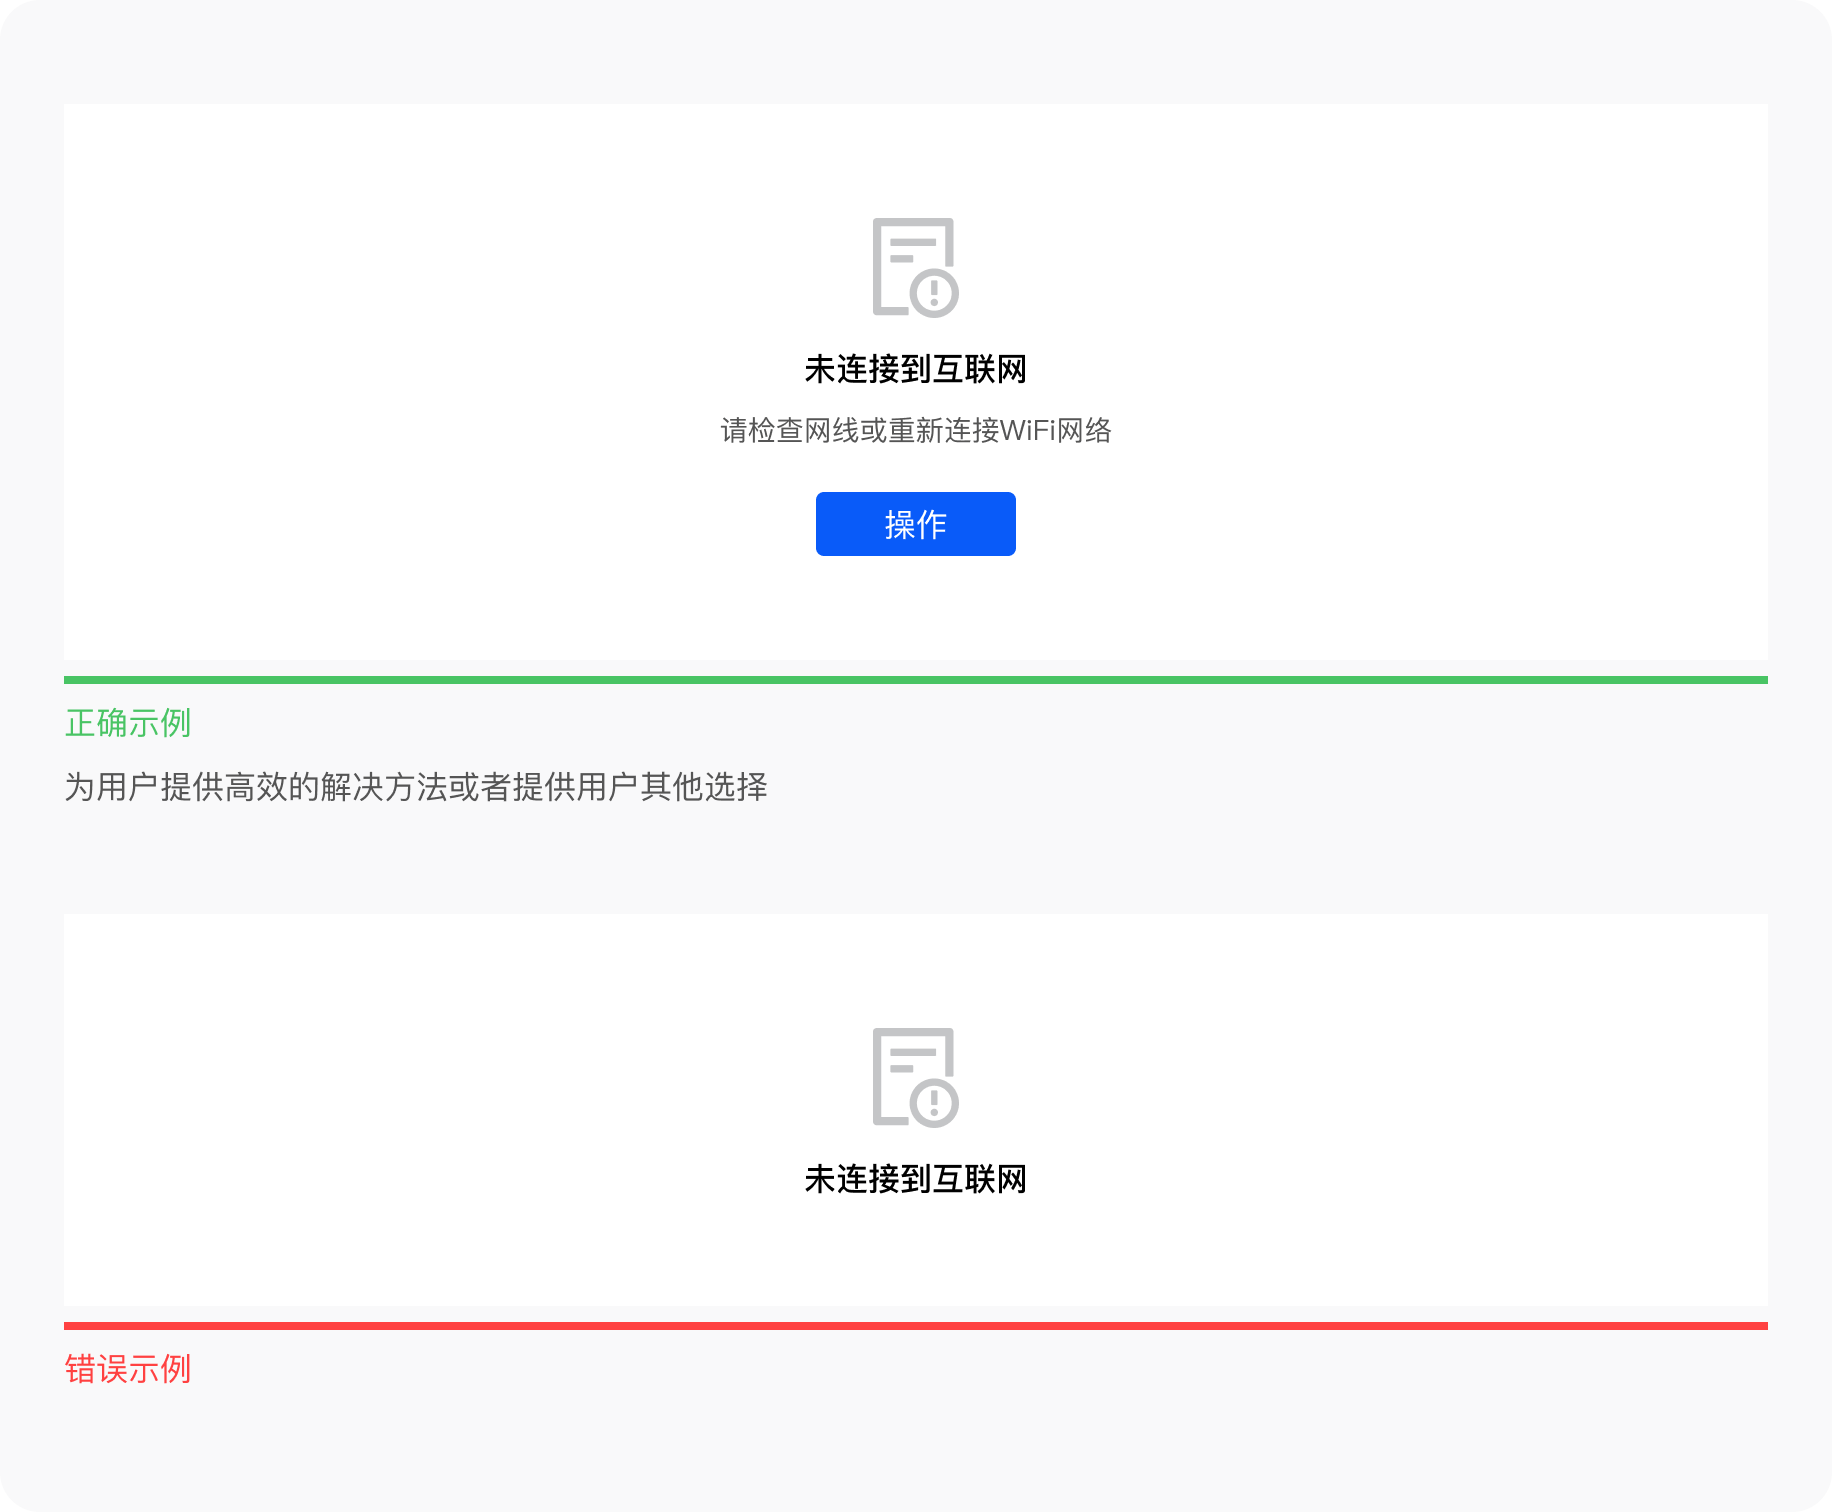 未连接到互联网
请检查网线或重新连接WiFi网络
操作
正确示例
为用户提供高效的解决方法或者提供用户其他选择
未连接到互联网
错误示例